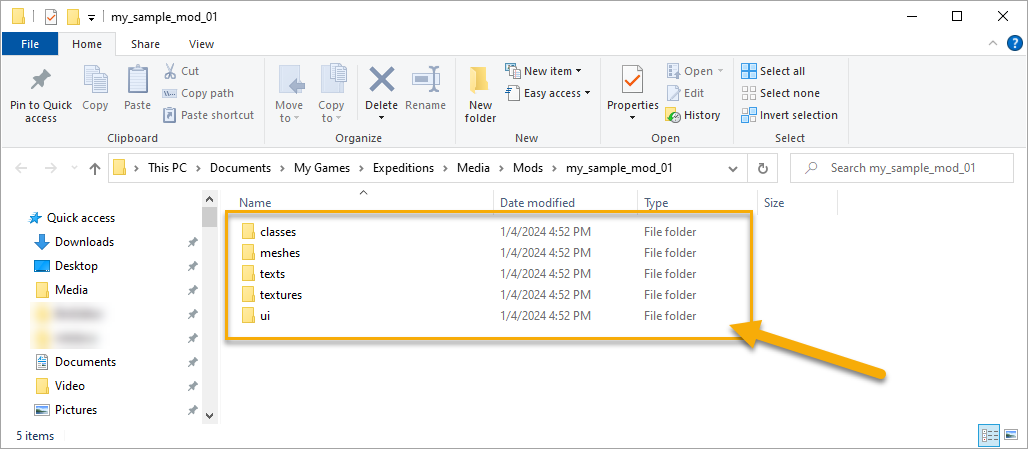 my_sample_mod_01
File Home Share View
Pin to Quick access
Copy
Paste
Cut
Copy path
Paste shortcut
Clipboard
Move to
Copy to
Delete
Rename
Organize
New folder
New item
Easy access
New
Properties
Open
Edit
History
Open
Select all
Select none
Invert selection
Select
This PC > Documents > My Games > Expeditions > Media > Mods > my_sample_mod_01
Search my_sample_mod_01
Name Date modified Type Size
Quick access
Downloads
Desktop
Media
Documents
Video
Pictures
classes 1/4/2024 4:52 PM File folder
meshes 1/4/2024 4:52 PM File folder
texts 1/4/2024 4:52 PM File folder
textures 1/4/2024 4:52 PM File folder
ui 1/4/2024 4:52 PM File folder
5 items